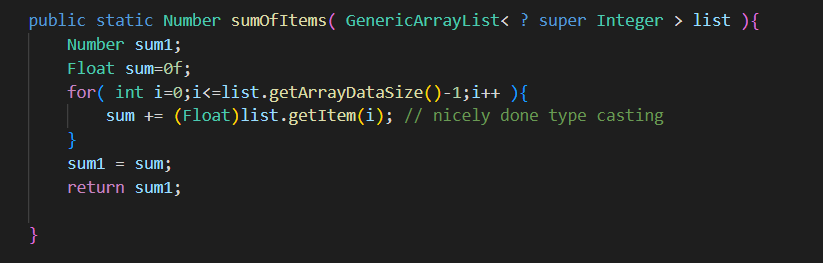 public static Number sumOfItems( GenericArrayList< ? super Integer > list ){
Number sum1;
Float sum=0f;
for( int i=0;i<=list.getArrayDataSize()-1;i++ ){
sum += (Float)list.getItem(i); // nicely done type casting
}
sum1 = sum;
return sum1;
}